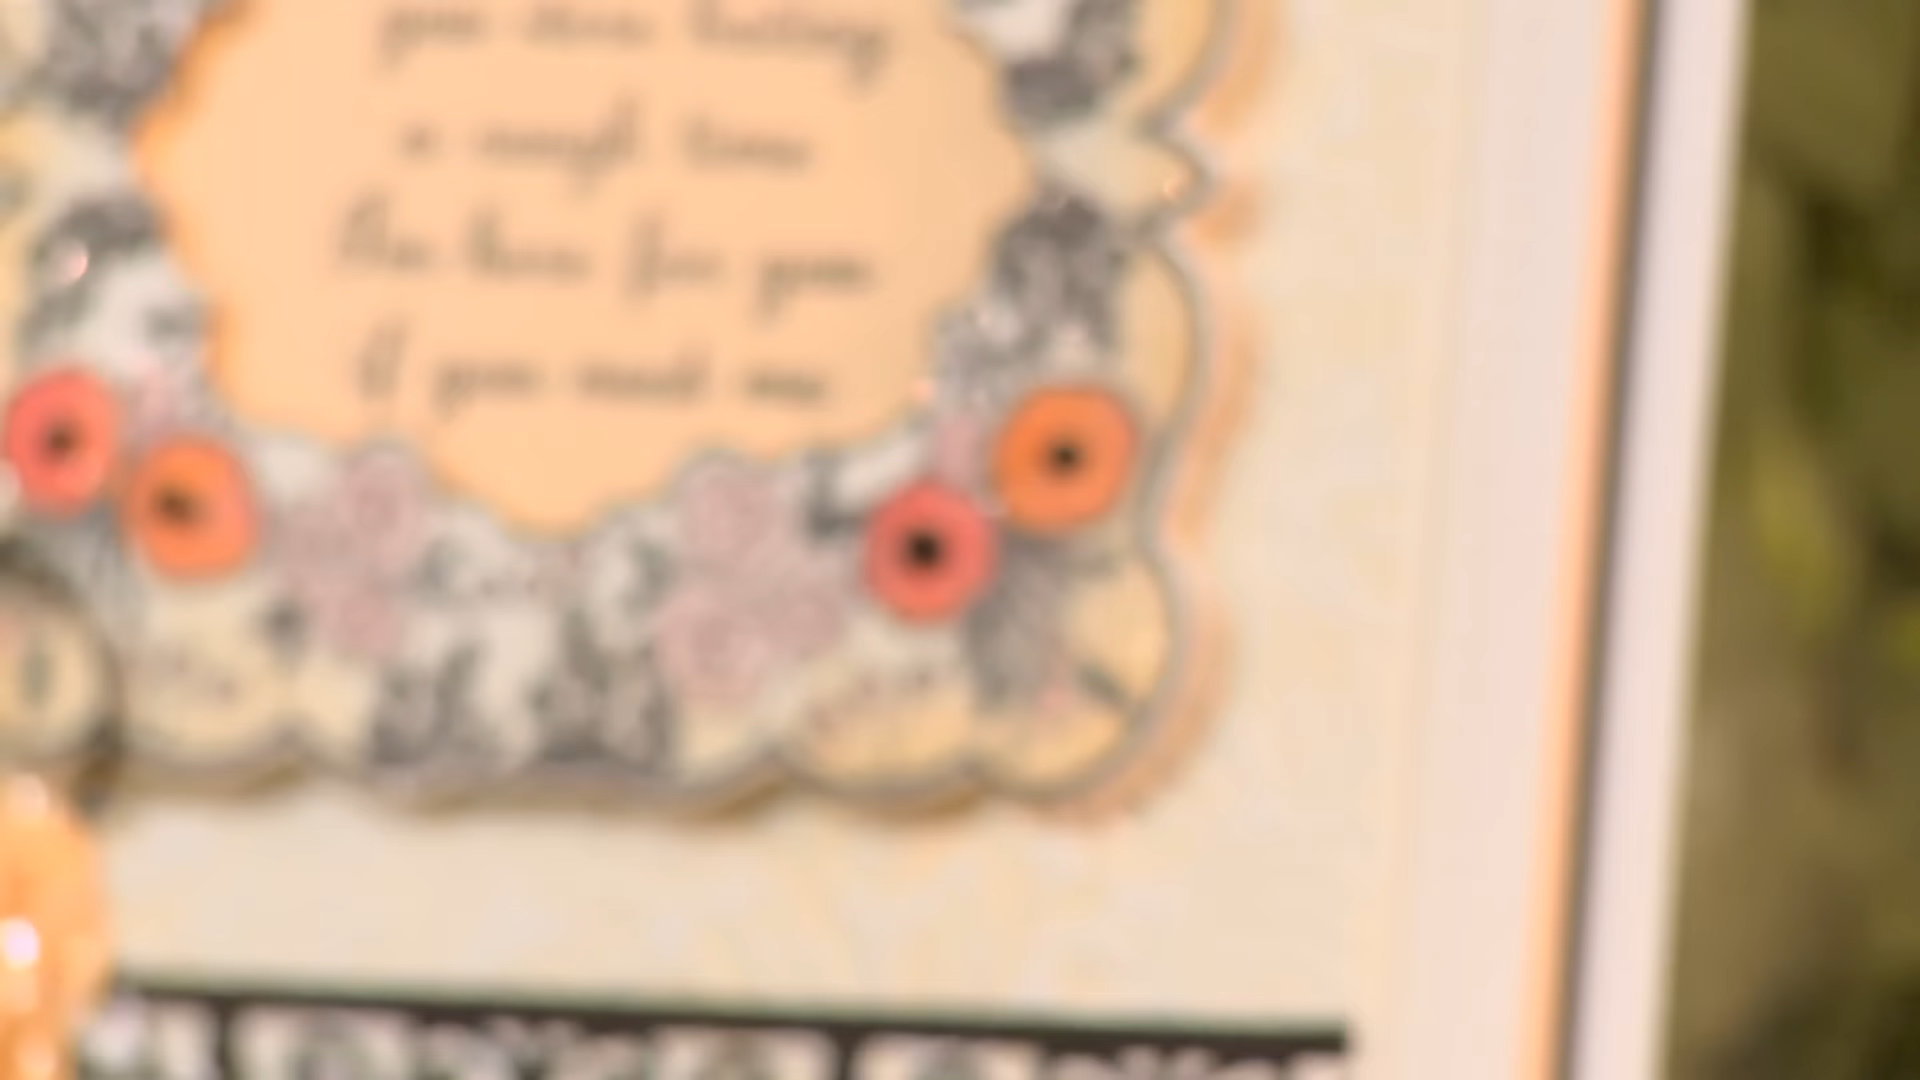 you are having
a rough time
I'm here for you
if you need me